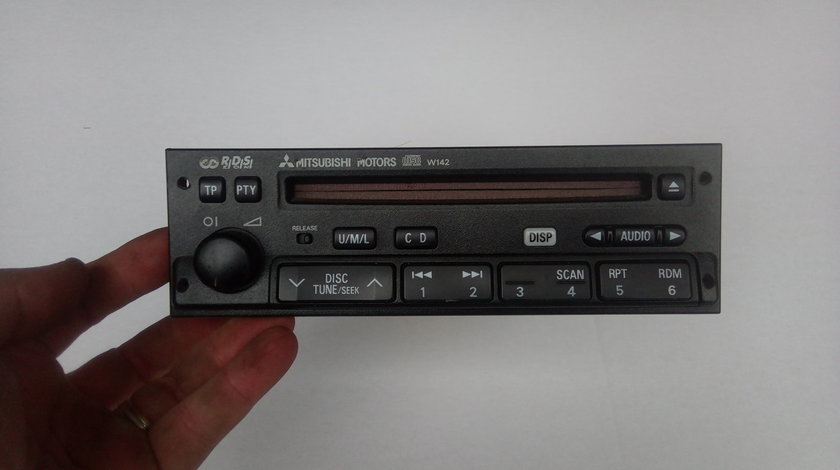 RDS MITSUBISHI MOTORS W142
TP PTY
RELEASE
U/M/L CD DISP AUDIO
DISC
TUNE/SEEK
SCAN RPT RDM
1 2 3 4 5 6